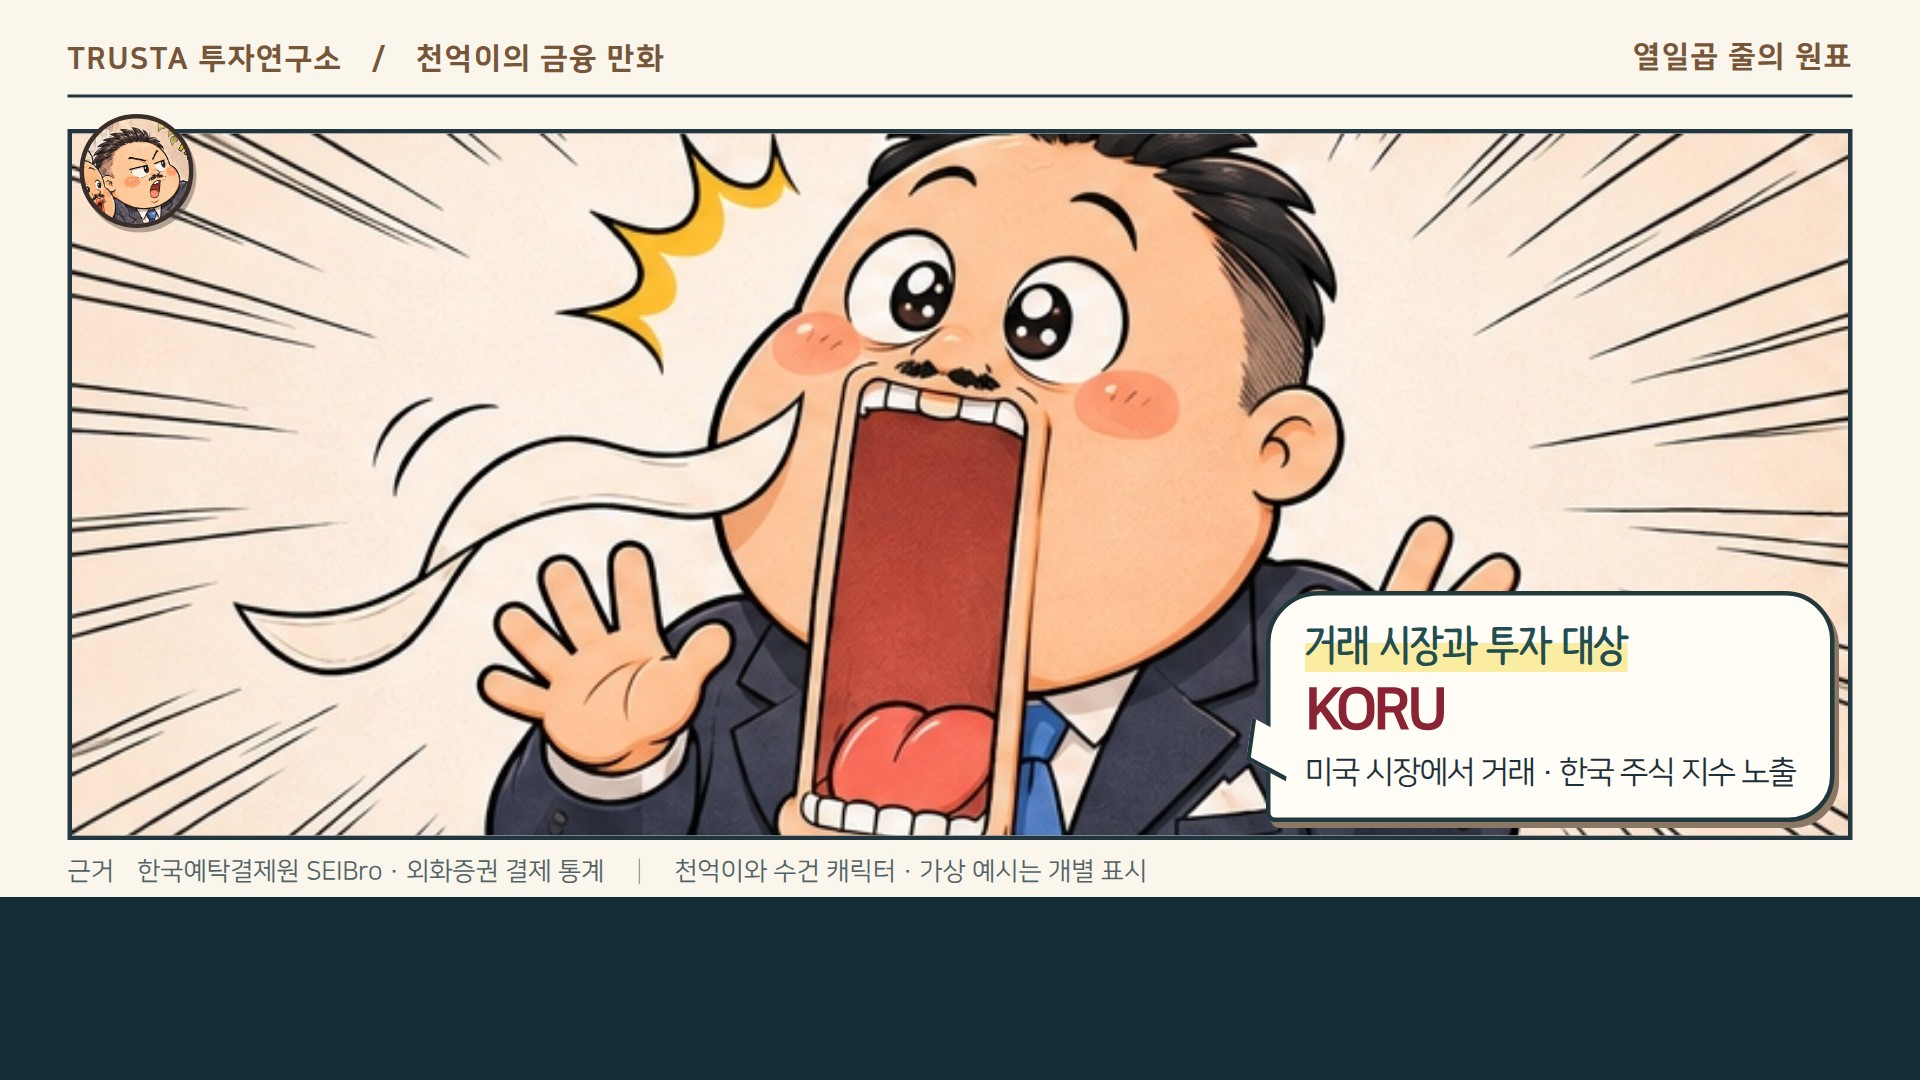 TRUSTA 투자연구소 / 천억이의 금융 만화
열일곱 줄의 원표
거래 시장과 투자 대상
KORU
미국 시장에서 거래 · 한국 주식 지수 노출
근거 한국예탁결제원 SEIBro · 외화증권 결제 통계 | 천억이와 수건 캐릭터 · 가상 예시는 개별 표시